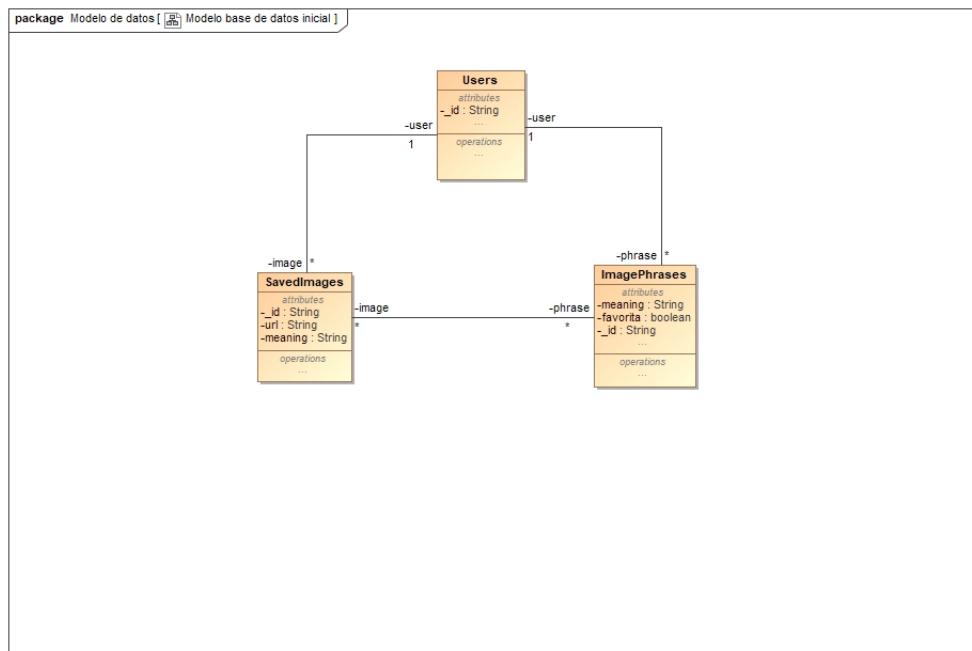 package Modelo de datos [ Modelo base de datos inicial ]
Users
attributes
-_id : String
...
operations
...
-user
1
-user
1
-image *
-phrase *
SavedImages
attributes
-_id : String
-url : String
-meaning : String
operations
...
-image
*
-phrase
*
ImagePhrases
attributes
-meaning : String
-favorita : boolean
-_id : String
...
operations
...